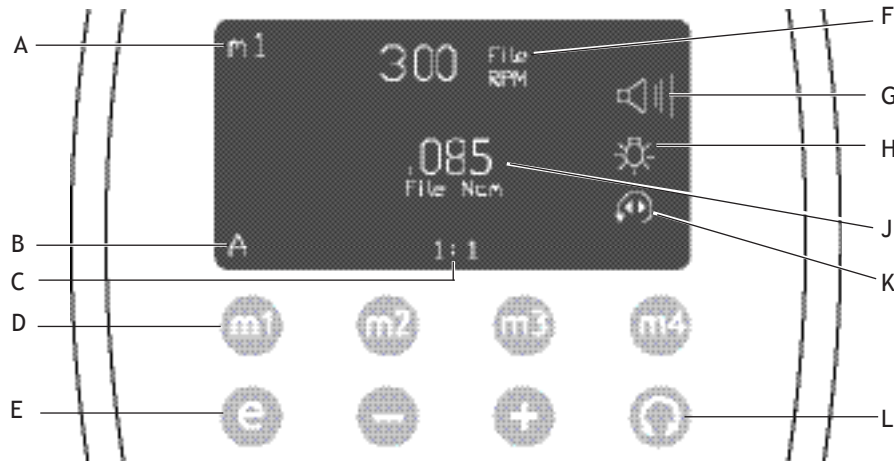 A
m1
300
File
RPM
F
G
H
.085
File Ncm
J
B
A
1:1
K
C
D
m1
m2
m3
m4
E
e
-
+
L